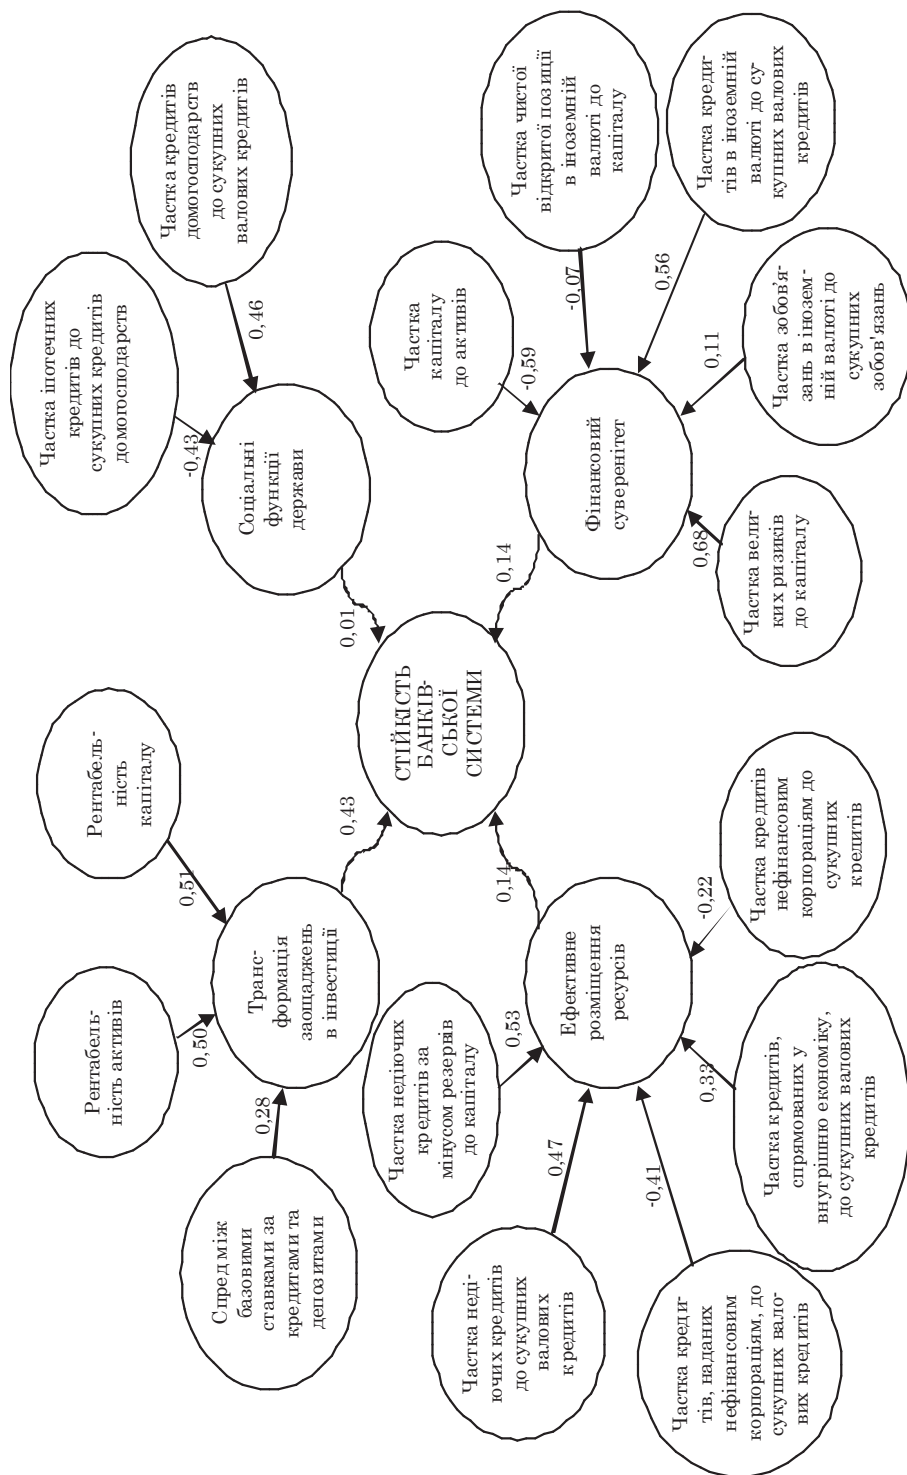 Спред між
базовими
ставками за
кредитами та
депозитами
0,28
Рентабель-
ність активів
0,50
Рентабель-
ність
капіталу
0,51
Транс-
формація
заощаджень
в інвестиції
0,43
Частка іпотечних
кредитів до
сукупних кредитів
домогосподарств
-0,43
Частка кредитів
домогосподарств
до сукупних
валових кредитів
0,46
Соціальні
функції
держави
0,01
СТІЙКІСТЬ
БАНКІВ-
СЬКОЇ
СИСТЕМИ
Частка неді-
ючих кредитів
до сукупних
валових
кредитів
0,47
Частка недіючих
кредитів за
мінусом резервів
до капіталу
0,53
Ефективне
розміщення
ресурсів
0,14
Частка креди-
тів, наданих
нефінансовим
корпораціям, до
сукупних вало-
вих кредитів
-0,41
Частка кредитів,
спрямованих у
внутрішню економіку,
до сукупних валових
кредитів
0,33
Частка кредитів
нефінансовим
корпораціям до
сукупних
кредитів
-0,22
Частка
капіталу
до активів
-0,59
Частка чистої
відкритої позиції
в іноземній
валюті до
капіталу
-0,07
Фінансовий
суверенітет
0,14
Частка вели-
ких ризиків
до капіталу
0,68
Частка зобов'я-
зань в інозем-
ній валюті до
сукупних
зобов'язань
0,11
Частка креди-
тів в іноземній
валюті до су-
купних валових
кредитів
0,56